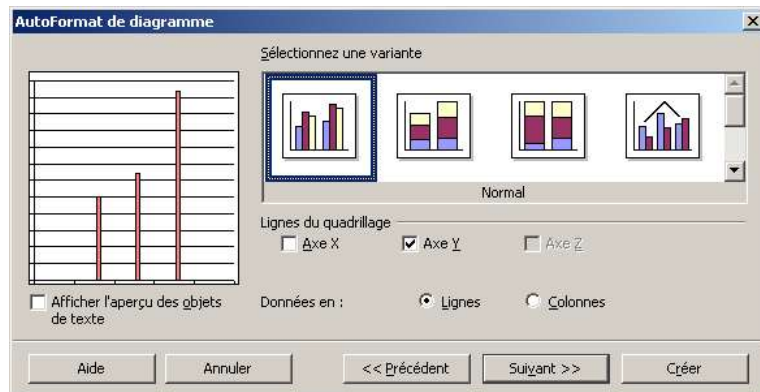 AutoFormat de diagramme
Sélectionnez une variante
Normal
Lignes du quadrillage
Axe X
Axe Y
Axe Z
Afficher l'aperçu des objets
de texte
Données en :
Lignes
Colonnes
Aide
Annuler
<< Précédent
Suivant >>
Créer